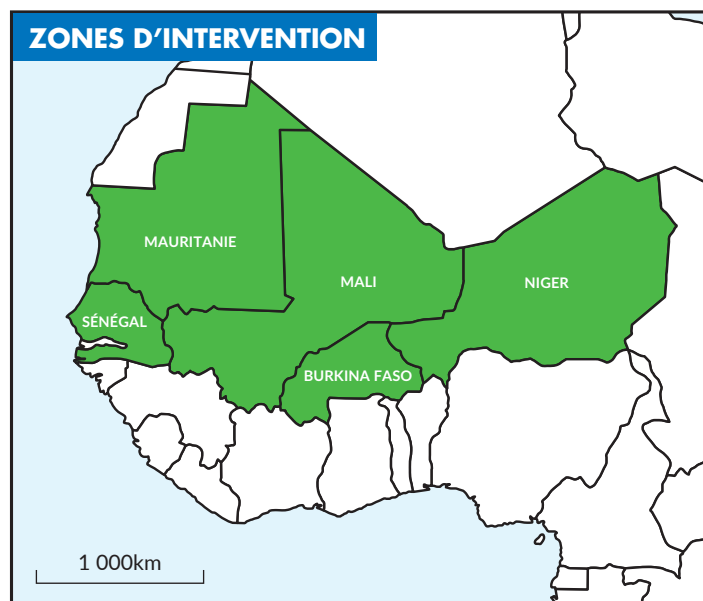 ZONES D’INTERVENTION
MAURITANIE
MALI
NIGER
SÉNÉGAL
BURKINA FASO
1 000km